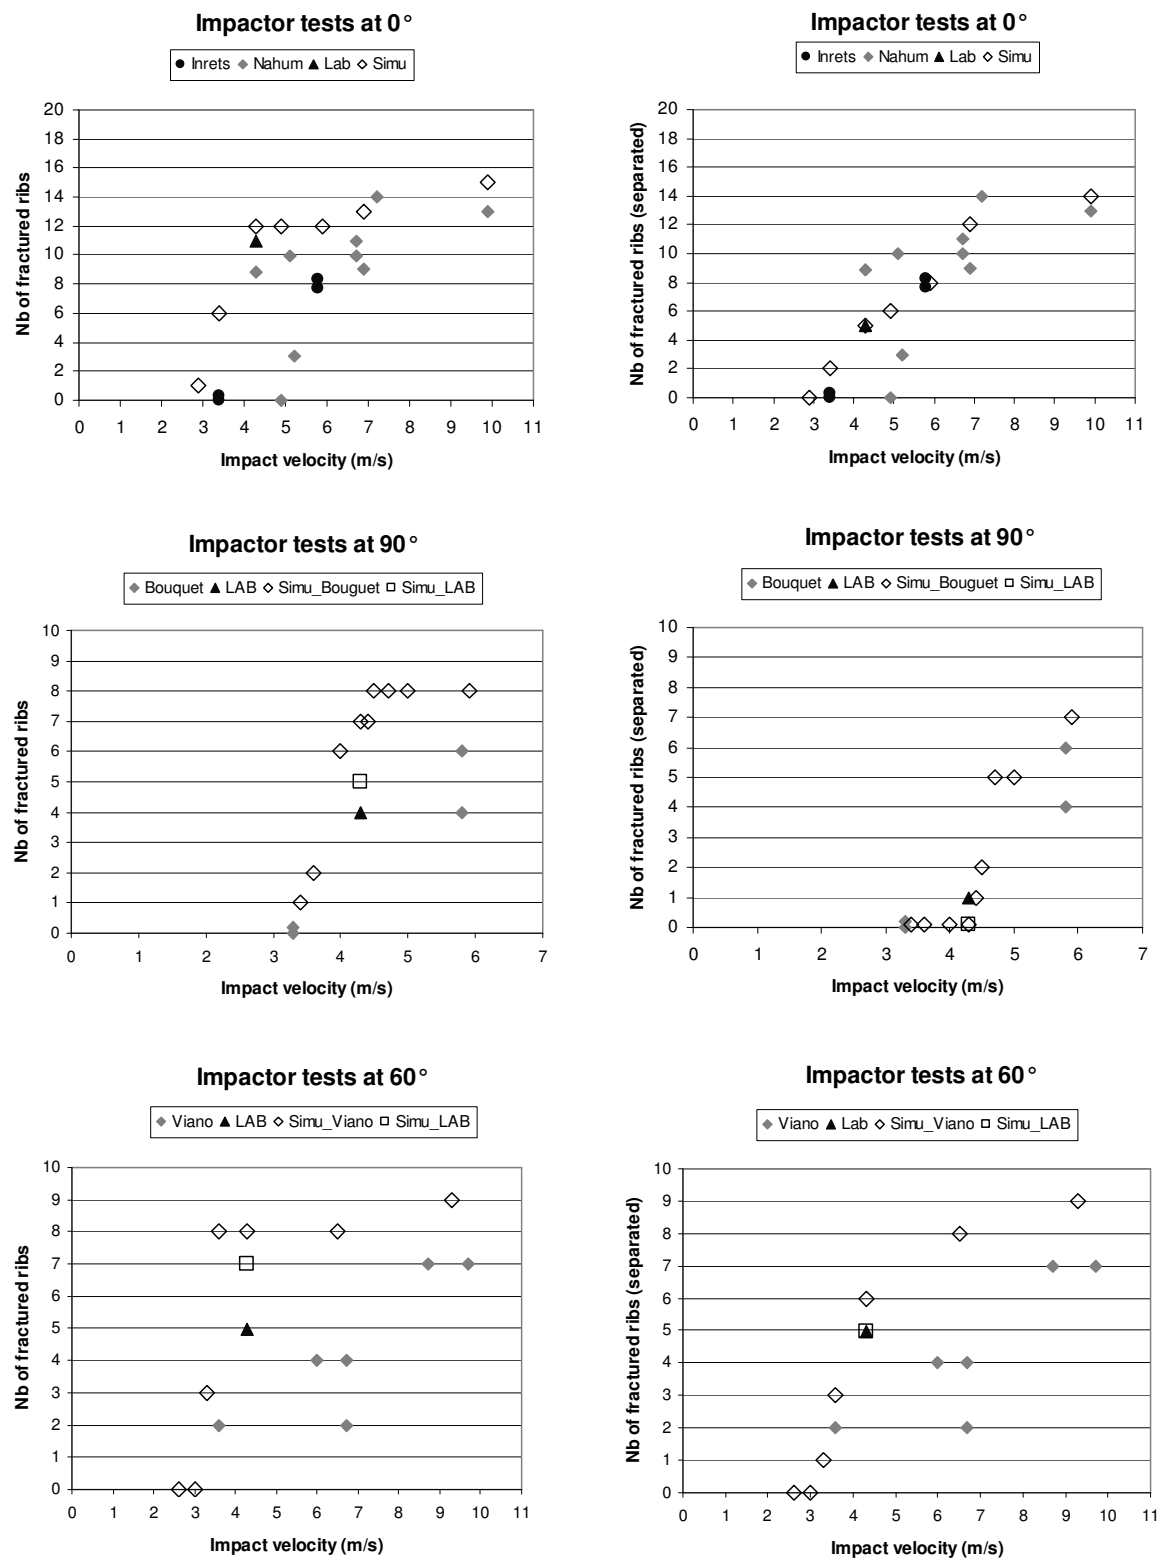 Impactor tests at 0°
Inrets Nahum Lab Simu
Nb of fractured ribs
20
18
16
14
12
10
8
6
4
2
0
0 1 2 3 4 5 6 7 8 9 10 11
Impact velocity (m/s)
Impactor tests at 0°
Inrets Nahum Lab Simu
Nb of fractured ribs (separated)
20
18
16
14
12
10
8
6
4
2
0
0 1 2 3 4 5 6 7 8 9 10 11
Impact velocity (m/s)
Impactor tests at 90°
Bouquet LAB Simu_Bouguet Simu_LAB
Nb of fractured ribs
10
9
8
7
6
5
4
3
2
1
0
0 1 2 3 4 5 6 7
Impact velocity (m/s)
Impactor tests at 90°
Bouquet LAB Simu_Bouguet Simu_LAB
Nb of fractured ribs (separated)
10
9
8
7
6
5
4
3
2
1
0
0 1 2 3 4 5 6 7
Impact velocity (m/s)
Impactor tests at 60°
Viano LAB Simu_Viano Simu_LAB
Nb of fractured ribs
10
9
8
7
6
5
4
3
2
1
0
0 1 2 3 4 5 6 7 8 9 10 11
Impact velocity (m/s)
Impactor tests at 60°
Viano Lab Simu_Viano Simu_LAB
Nb of fractured ribs (separated)
10
9
8
7
6
5
4
3
2
1
0
0 1 2 3 4 5 6 7 8 9 10 11
Impact velocity (m/s)